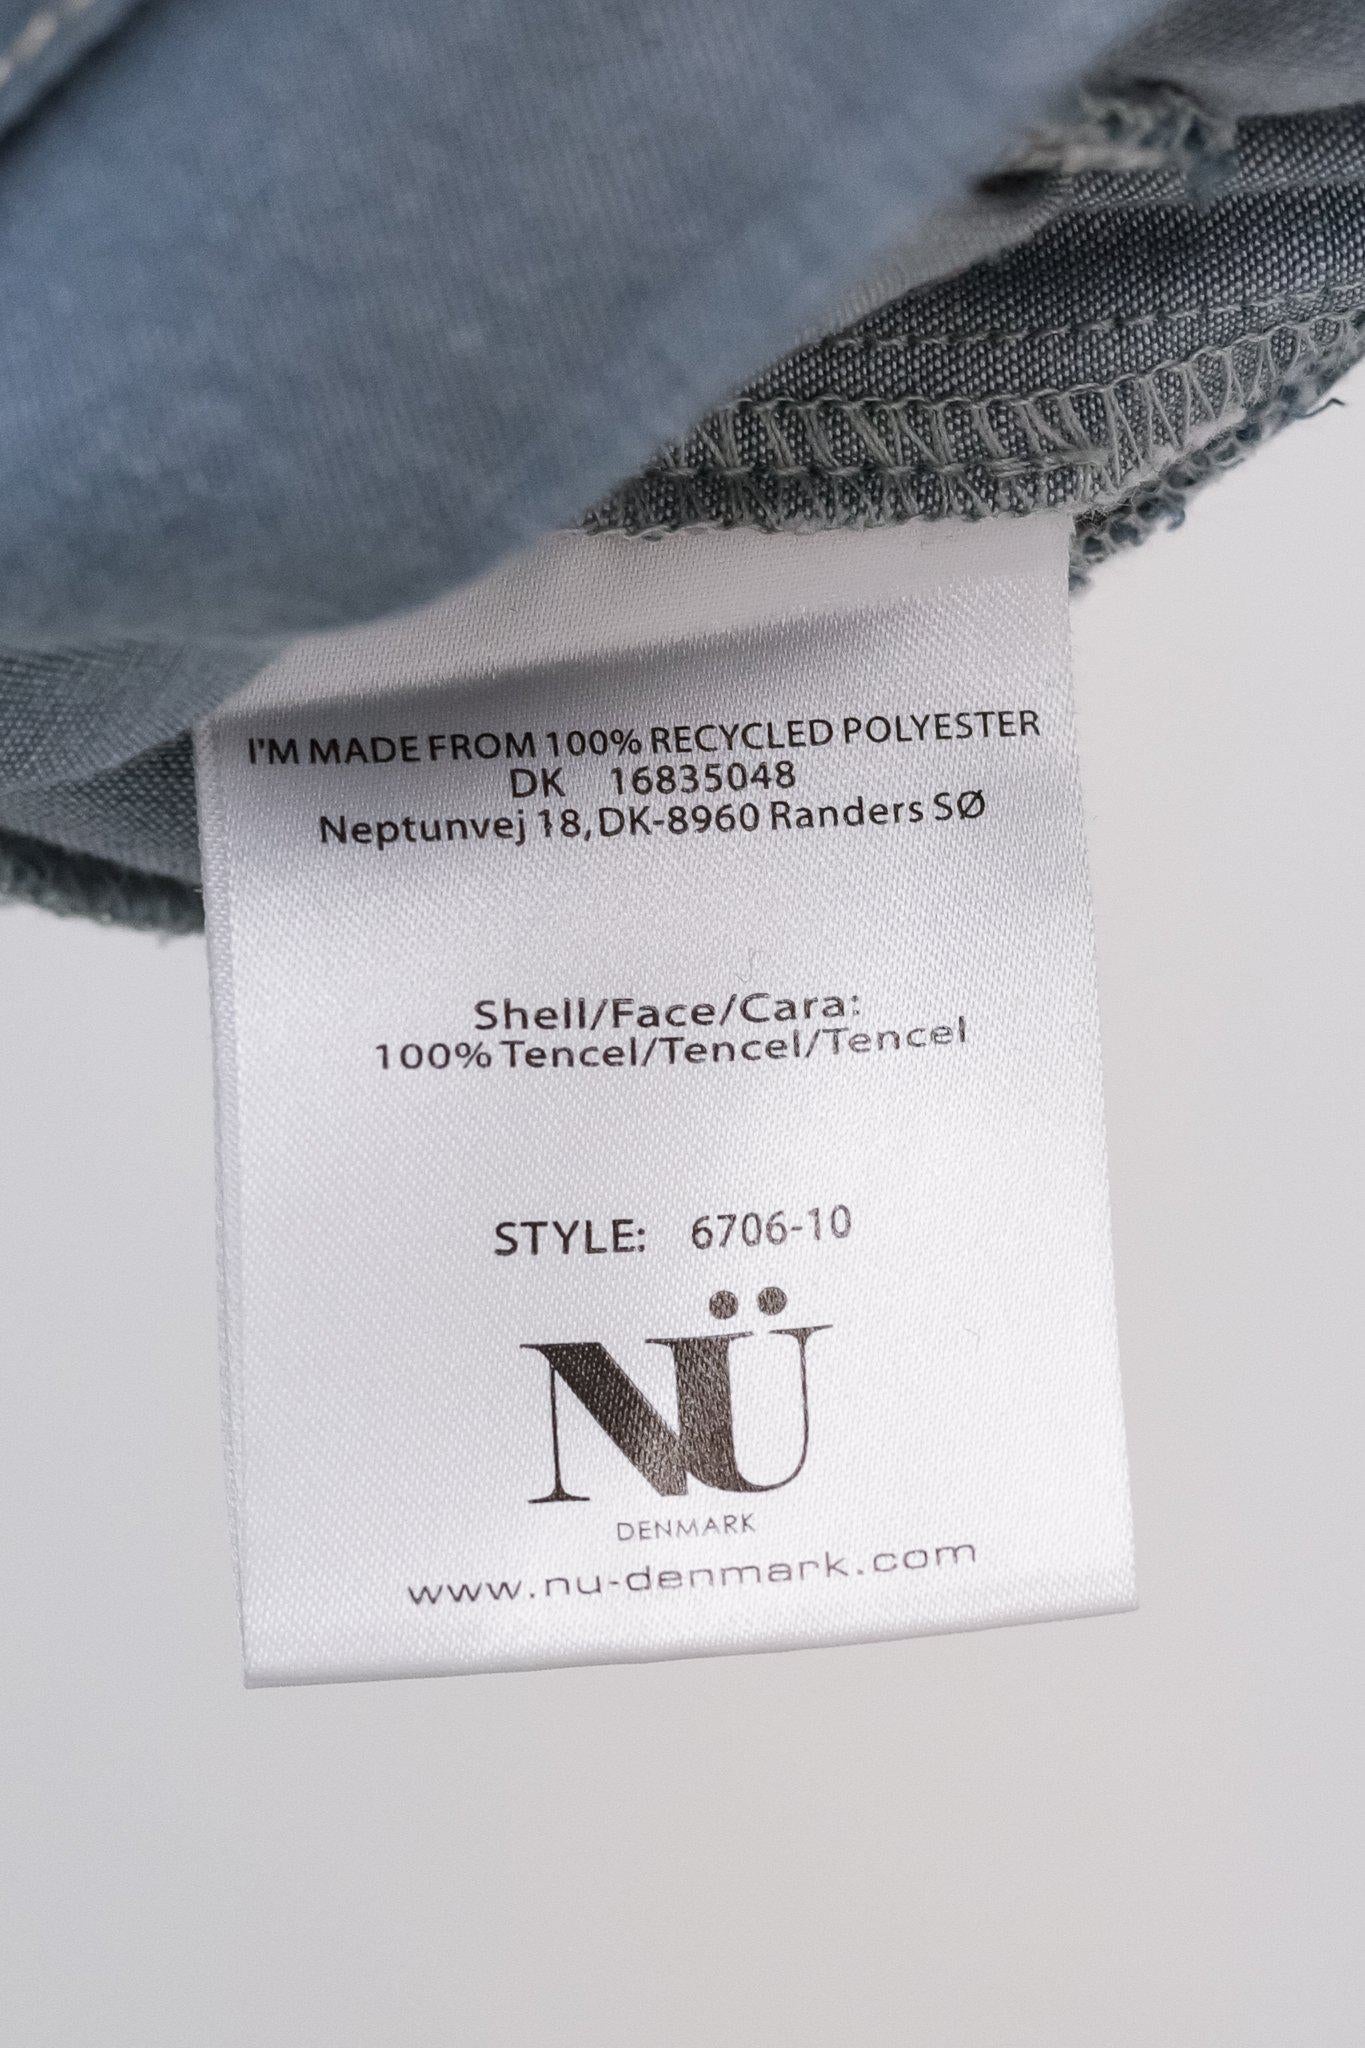 I'M MADE FROM 100% RECYCLED POLYESTER
DK 16835048
Neptunvej 18, DK-8960 Randers SØ
Shell/Face/Cara:
100% Tencel/Tencel/Tencel
STYLE: 6706-10
NÜ
DENMARK
www.nu-denmark.com